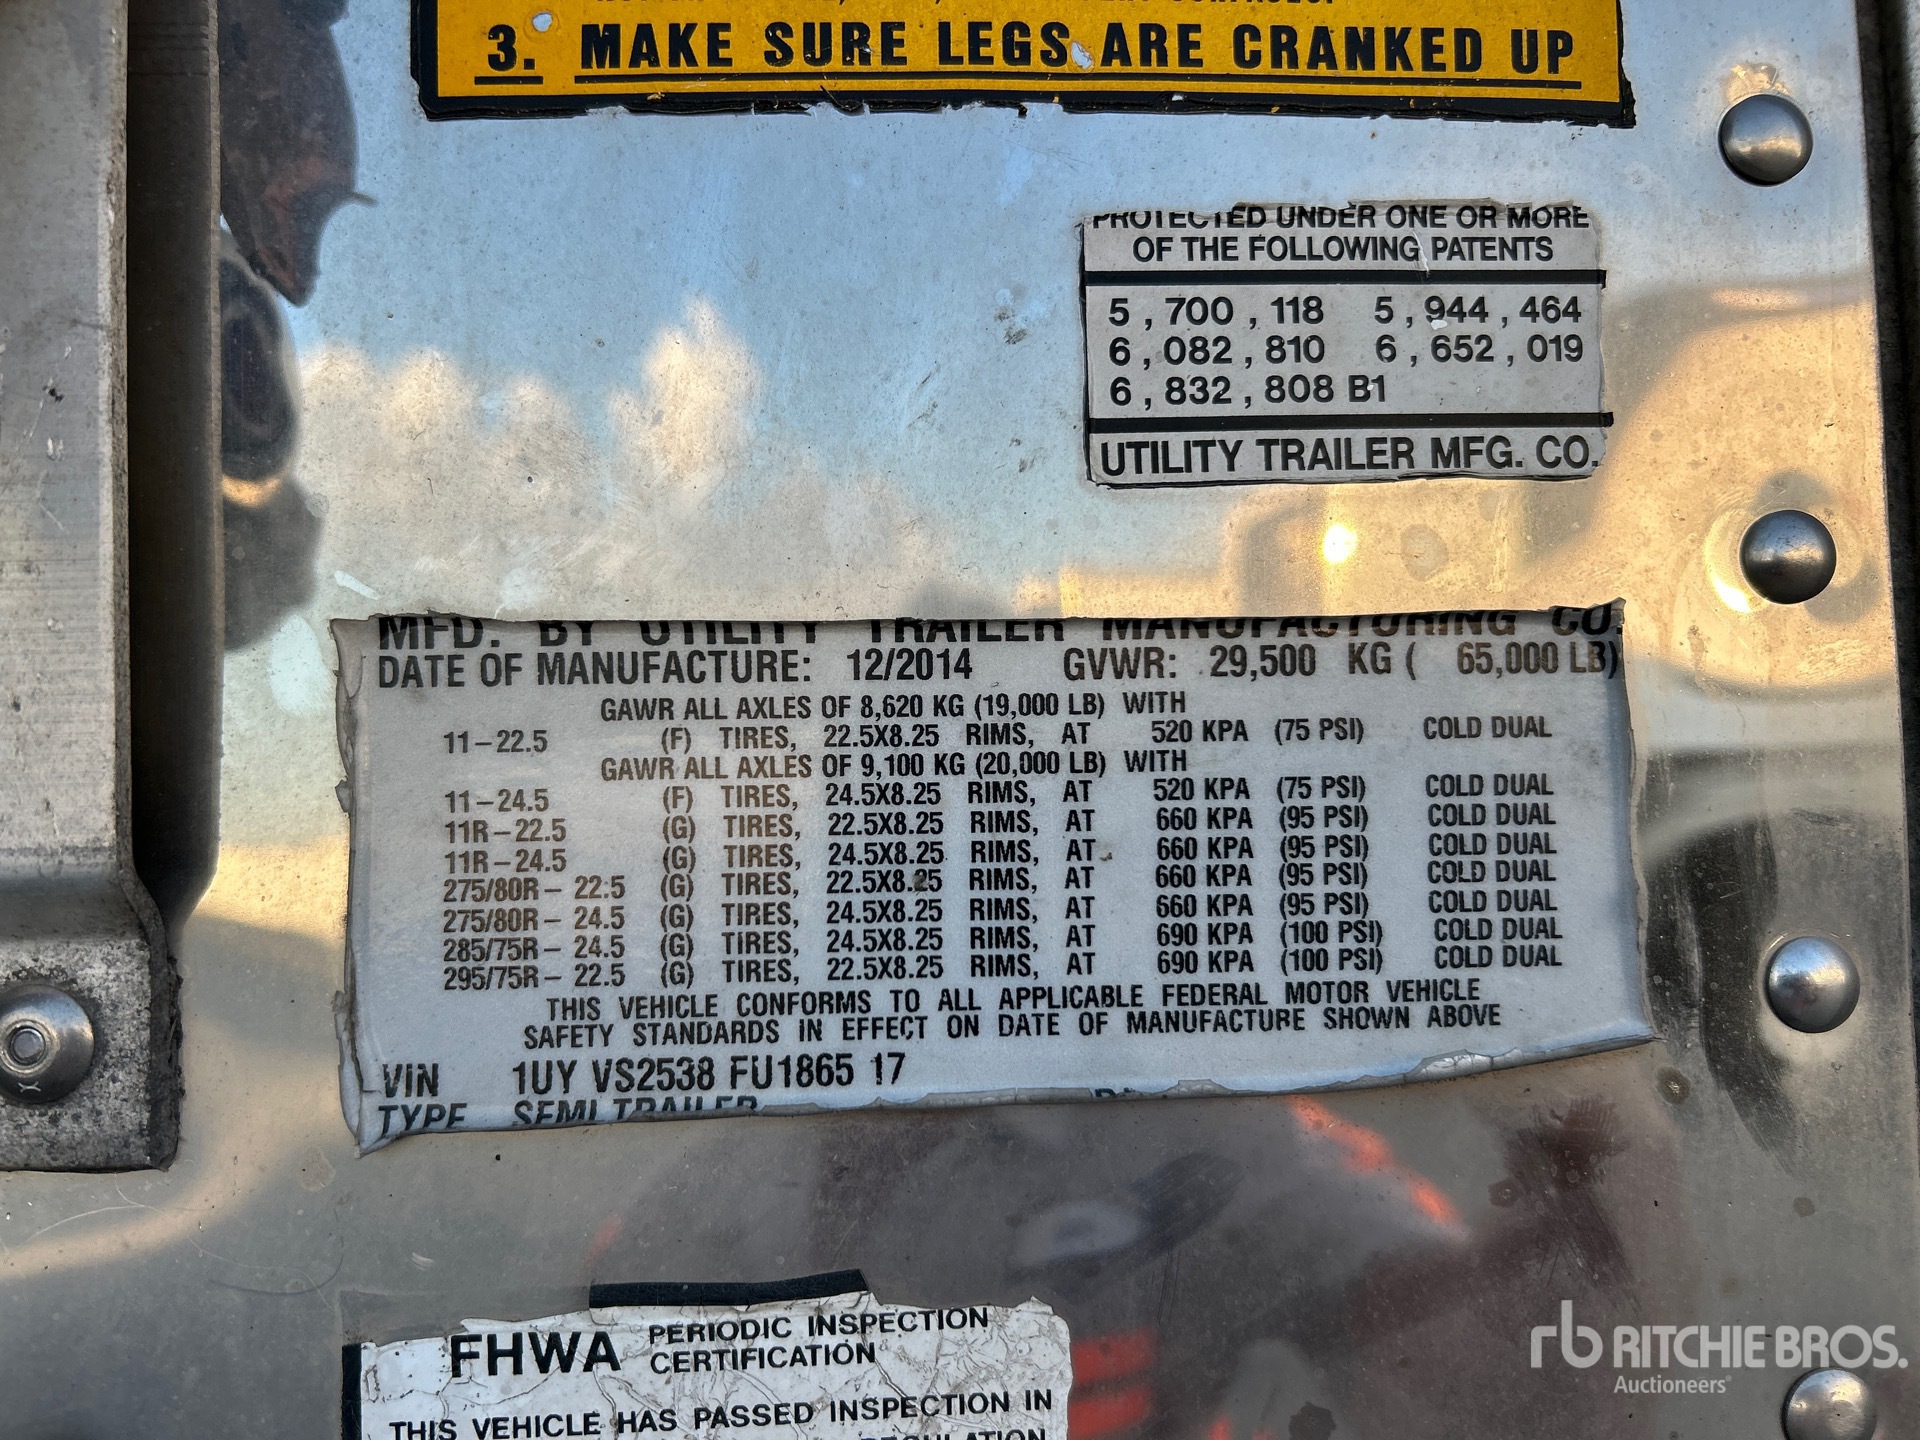 3. MAKE SURE LEGS ARE CRANKED UP
PROTECTED UNDER ONE OR MORE
OF THE FOLLOWING PATENTS
5 , 700 , 118 5 , 944 , 464
6 , 082 , 810 6 , 652 , 019
6 , 832 , 808 B1
UTILITY TRAILER MFG. CO.
MFD. BY UTILITY TRAILER MANUFACTURING CO.
DATE OF MANUFACTURE: 12/2014 GVWR: 29,500 KG ( 65,000 LB)
GAWR ALL AXLES OF 8,620 KG (19,000 LB) WITH
11-22.5 (F) TIRES, 22.5X8.25 RIMS, AT 520 KPA (75 PSI) COLD DUAL
GAWR ALL AXLES OF 9,100 KG (20,000 LB) WITH
11-24.5 (F) TIRES, 24.5X8.25 RIMS, AT 520 KPA (75 PSI) COLD DUAL
11R-22.5 (G) TIRES, 22.5X8.25 RIMS, AT 660 KPA (95 PSI) COLD DUAL
11R-24.5 (G) TIRES, 24.5X8.25 RIMS, AT 660 KPA (95 PSI) COLD DUAL
275/80R- 22.5 (G) TIRES, 22.5X8.25 RIMS, AT 660 KPA (95 PSI) COLD DUAL
275/80R- 24.5 (G) TIRES, 24.5X8.25 RIMS, AT 660 KPA (95 PSI) COLD DUAL
285/75R- 24.5 (G) TIRES, 24.5X8.25 RIMS, AT 690 KPA (100 PSI) COLD DUAL
295/75R- 22.5 (G) TIRES, 22.5X8.25 RIMS, AT 690 KPA (100 PSI) COLD DUAL
THIS VEHICLE CONFORMS TO ALL APPLICABLE FEDERAL MOTOR VEHICLE
SAFETY STANDARDS IN EFFECT ON DATE OF MANUFACTURE SHOWN ABOVE
VIN 1UY VS2538 FU1865 17
TYPE SEMI TRAILER
FHWA PERIODIC INSPECTION
CERTIFICATION
THIS VEHICLE HAS PASSED INSPECTION IN
REGULATION
rb RITCHIE BROS.
Auctioneers